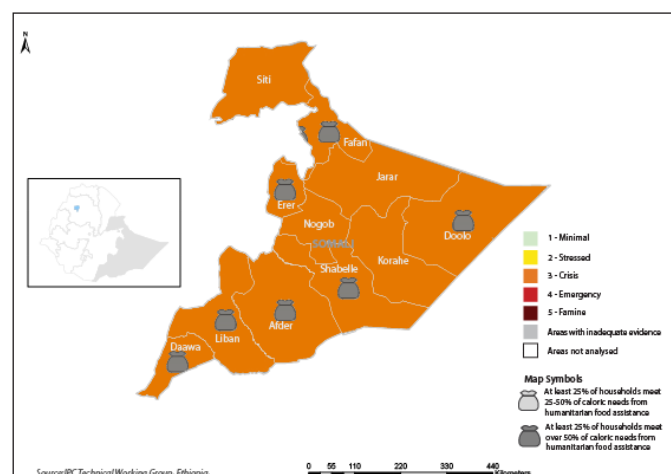 N
Siti
Fafan
Jarar
Erer
Nogob
SOMALI
Doolo
Korahe
Shabelle
Afder
Liban
Daawa
1 - Minimal
2 - Stressed
3 - Crisis
4 - Emergency
5 - Famine
Areas with inadequate evidence
Areas not analysed
Map Symbols
At least 25% of households meet
25-50% of caloric needs from
humanitarian food assistance
At least 25% of households meet
over 50% of caloric needs from
humanitarian food assistance
Source: IPC Technical Working Group, Ethiopia
0 55 110 220 330 440
Kilometers